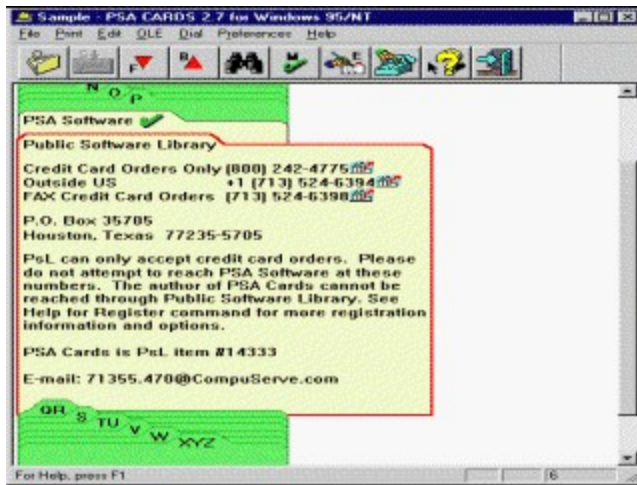 Sample - PSA CARDS 2.7 for Windows 95/NT
File Print Edit OLE Dial Preferences Help
F B M E
N O P
PSA Software
Public Software Library
Credit Card Orders Only (800) 242-4775
Outside US +1 (713) 524-6394
FAX Credit Card Orders (713) 524-6398
P.O. Box 35705
Houston, Texas 77235-5705
PsL can only accept credit card orders. Please
do not attempt to reach PSA Software at these
numbers. The author of PSA Cards cannot be
reached through Public Software Library. See
Help for Register command for more registration
information and options.
PSA Cards is PsL item #14333
E-mail: 71355.470@CompuServe.com
QR S TU V W XYZ
For Help, press F1 6